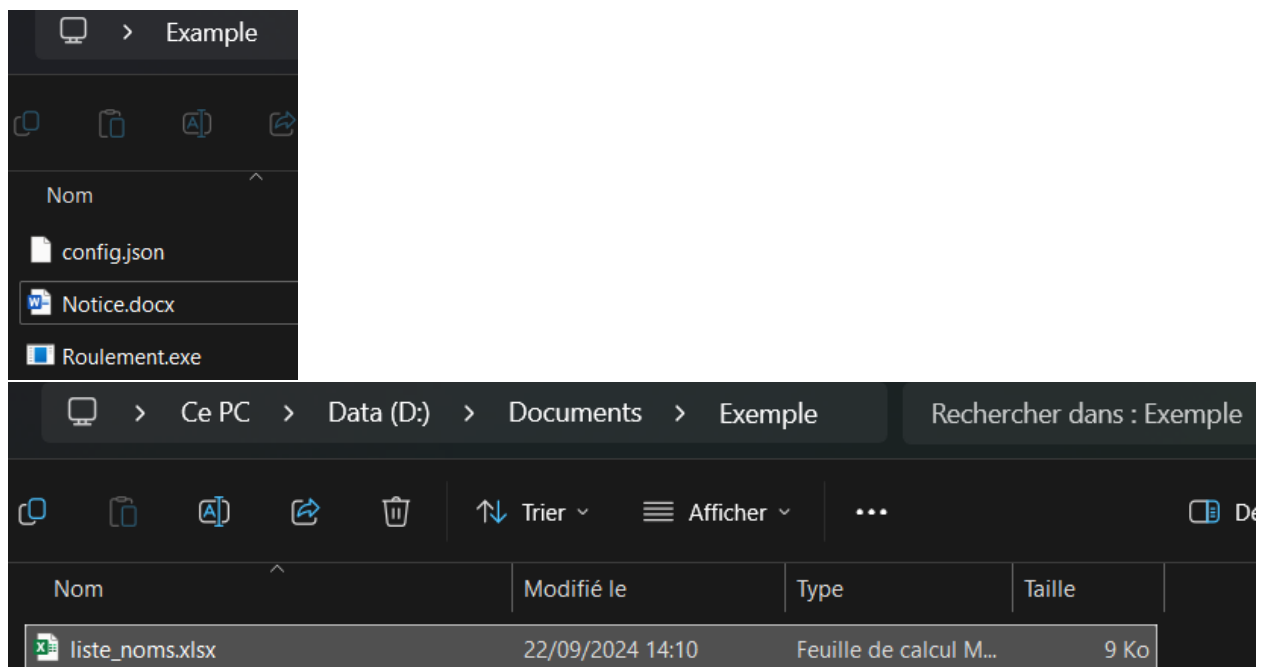 > Example
Nom
config.json
Notice.docx
Roulement.exe
> Ce PC > Data (D:) > Documents > Exemple Rechercher dans : Exemple
Trier Afficher ••• Dé
Nom Modifié le Type Taille
liste_noms.xlsx 22/09/2024 14:10 Feuille de calcul M... 9 Ko